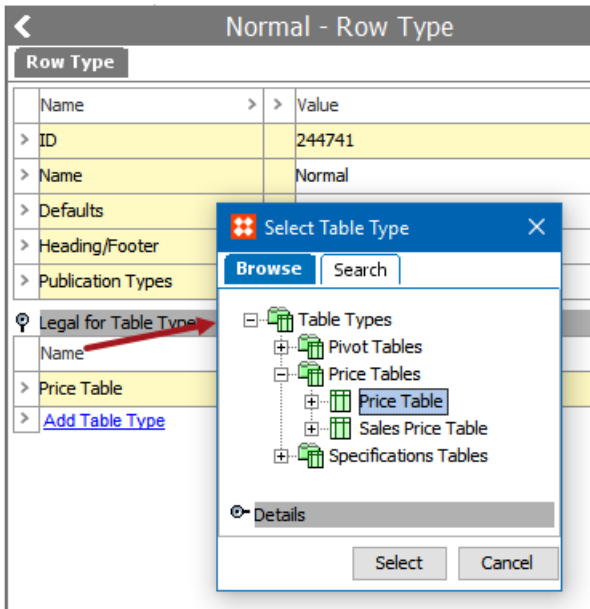 Normal - Row Type
Row Type
Name > > Value
> ID 244741
> Name Normal
> Defaults
> Heading/Footer
> Publication Types
Legal for Table Type
Name
> Price Table
> Add Table Type
Select Table Type
Browse Search
Table Types
Pivot Tables
Price Tables
Price Table
Sales Price Table
Specifications Tables
Details
Select Cancel